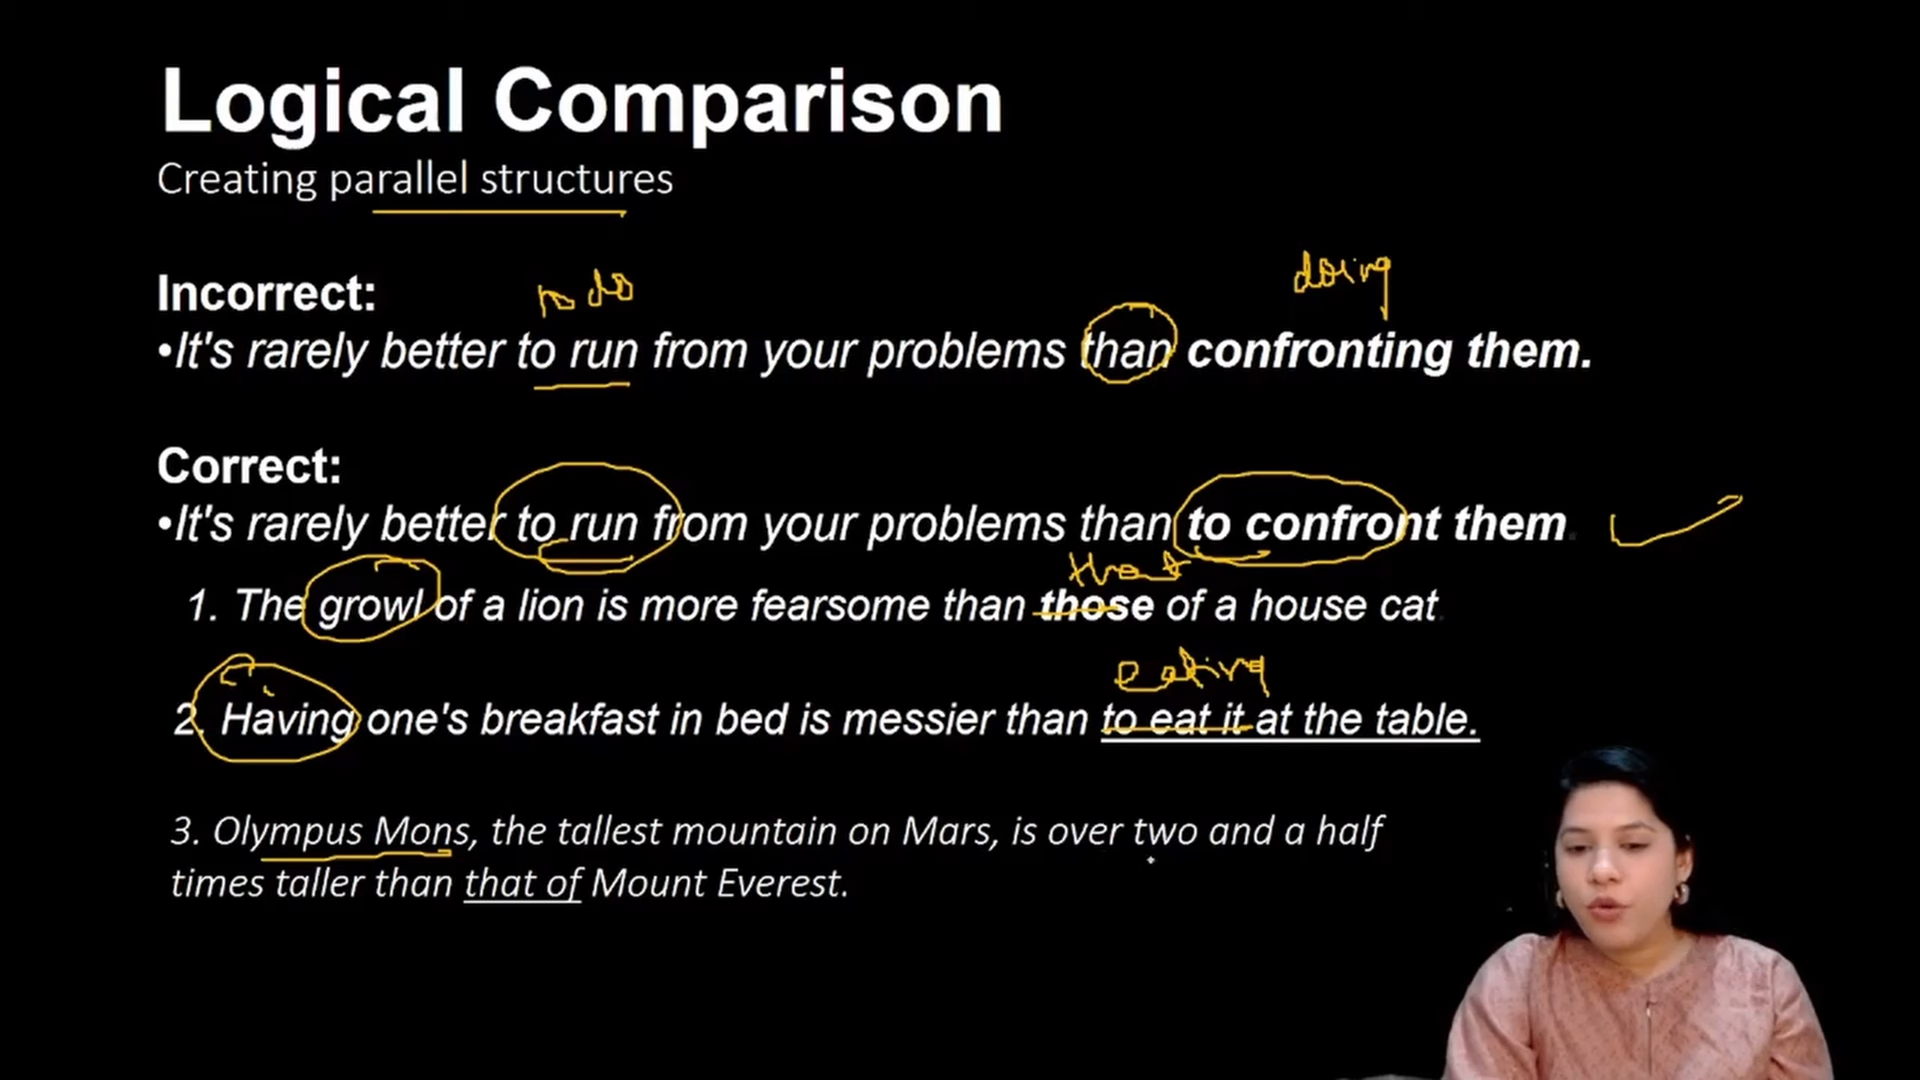 Logical Comparison
Creating parallel structures
Incorrect:
to do
doing
•It's rarely better to run from your problems than confronting them.
Correct:
•It's rarely better to run from your problems than to confront them.
that
1. The growl of a lion is more fearsome than those of a house cat.
eating
2. Having one's breakfast in bed is messier than to eat it at the table.
3. Olympus Mons, the tallest mountain on Mars, is over two and a half
times taller than that of Mount Everest.